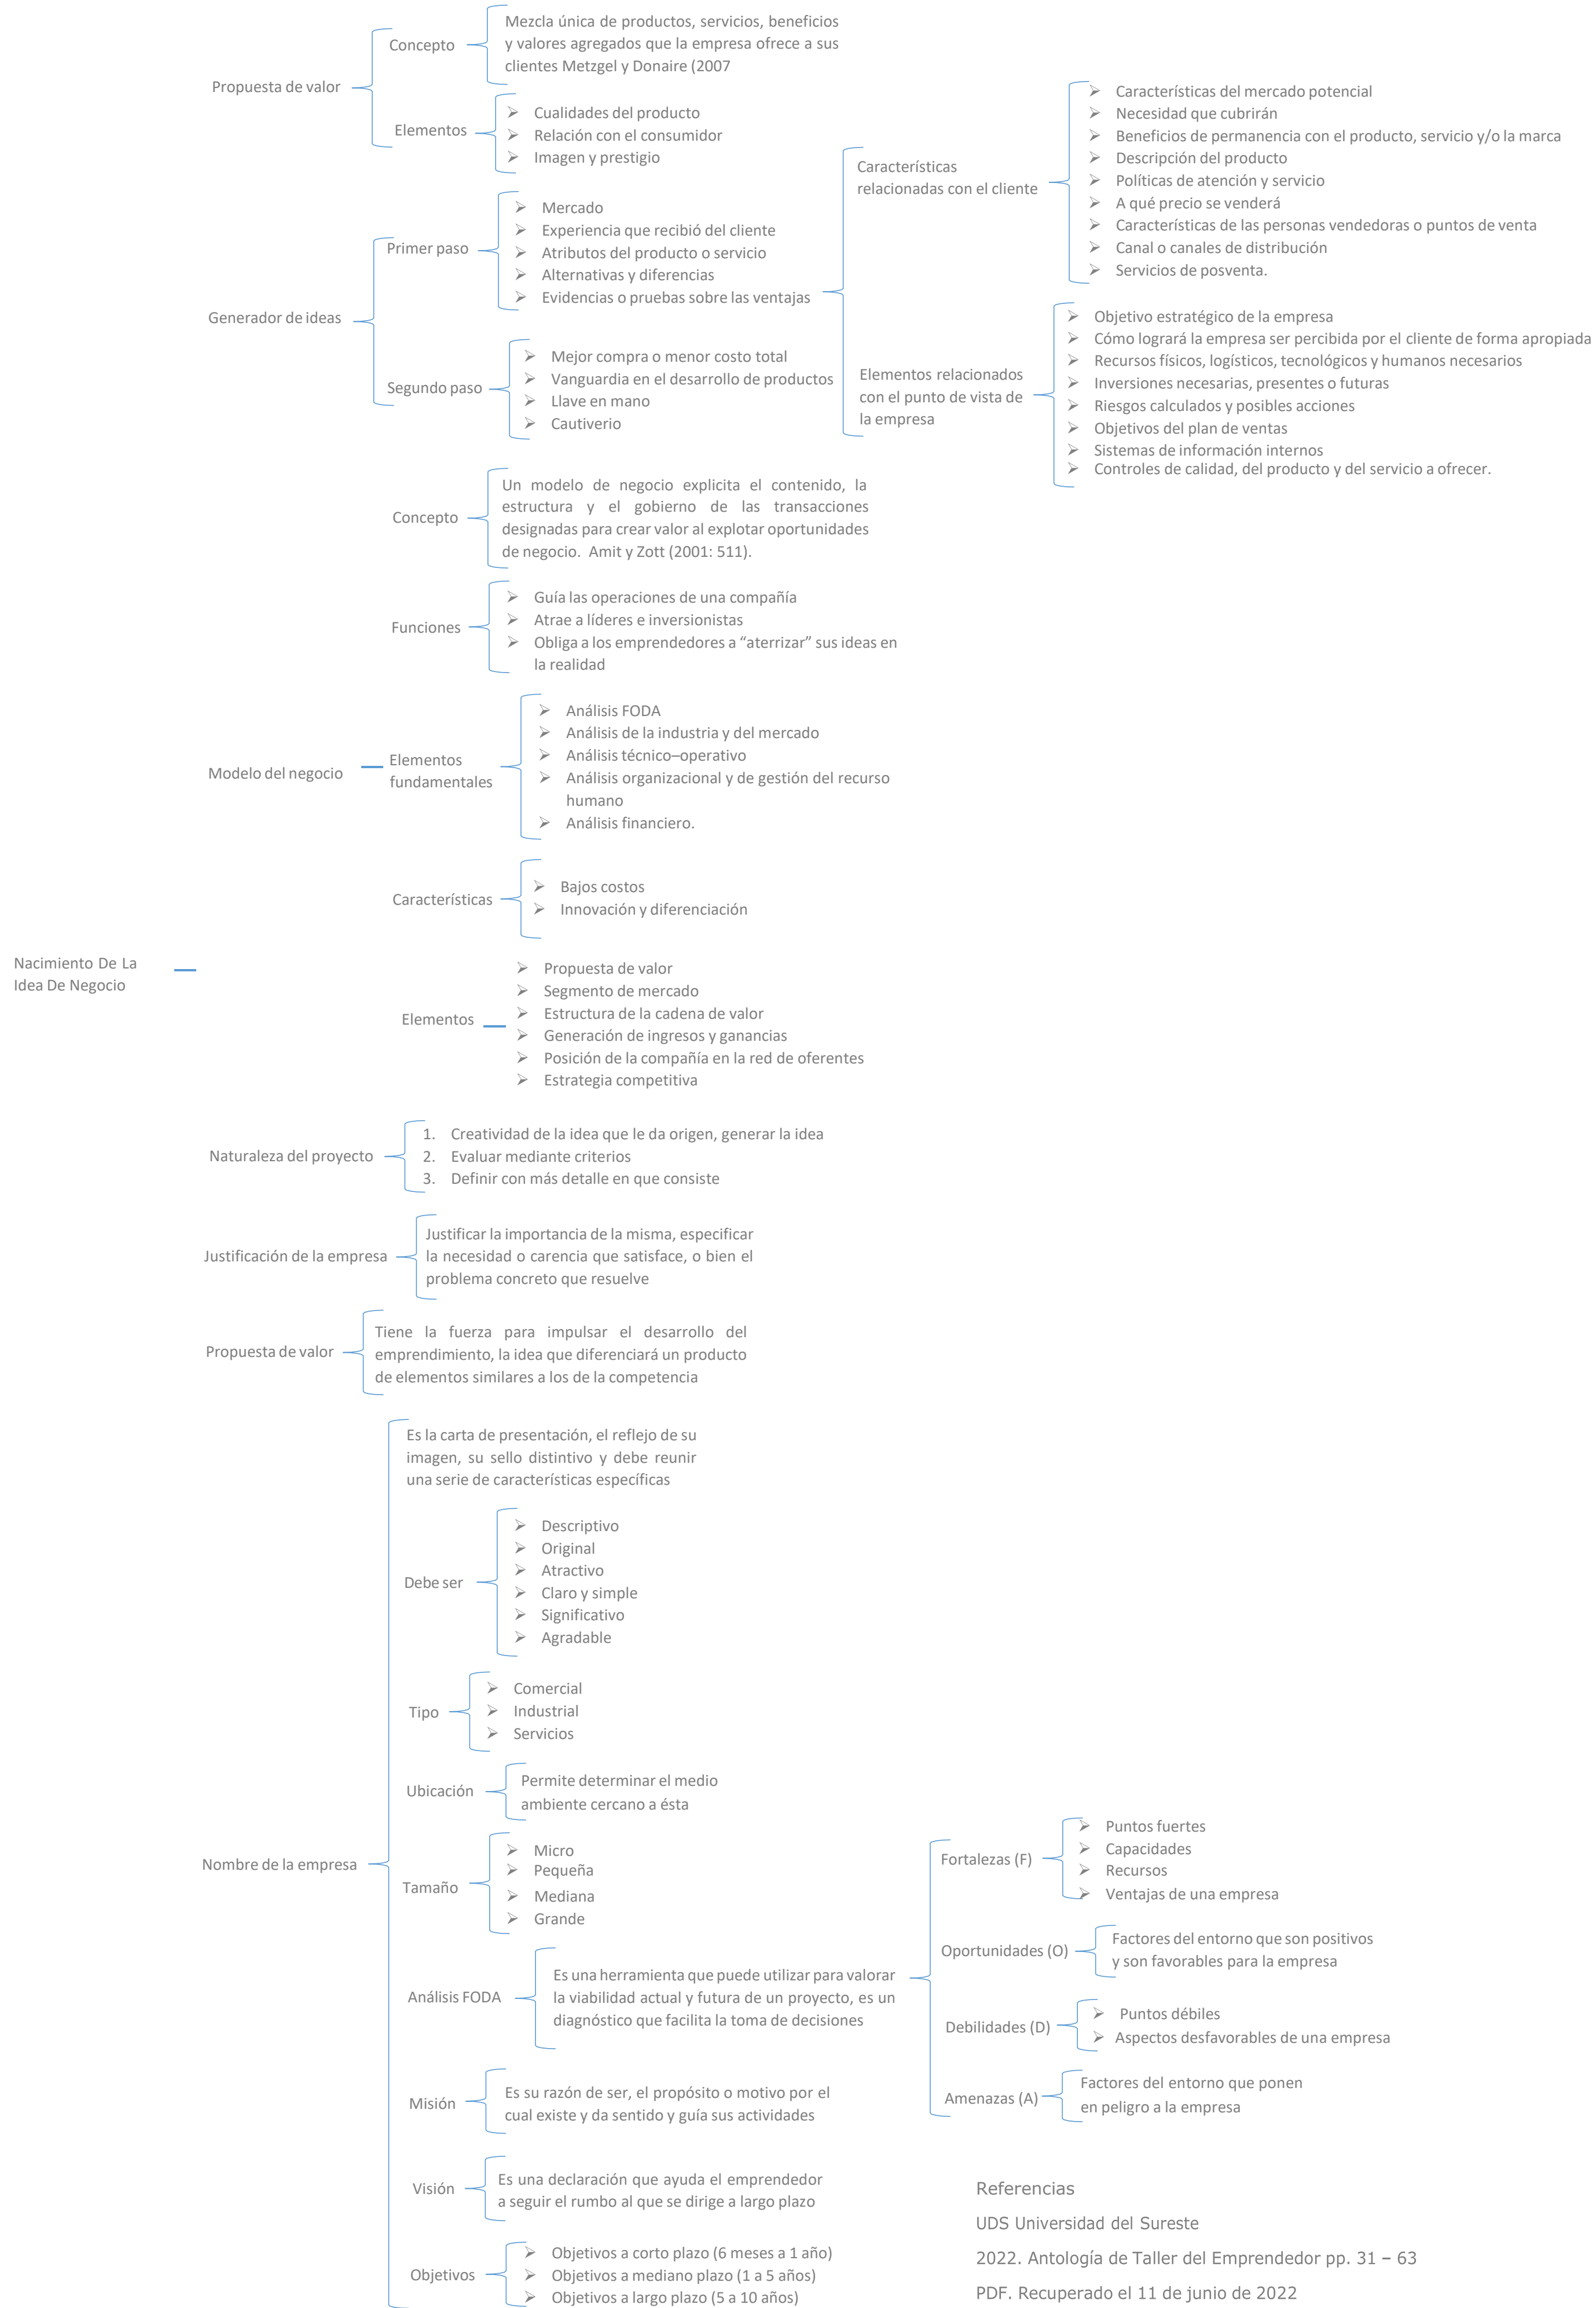 Nacimiento De La
Idea De Negocio
Propuesta de valor
Concepto
Mezcla única de productos, servicios, beneficios
y valores agregados que la empresa ofrece a sus
clientes Metzgel y Donaire (2007
Elementos
➢ Cualidades del producto
➢ Relación con el consumidor
➢ Imagen y prestigio
Generador de ideas
Primer paso
➢ Mercado
➢ Experiencia que recibió del cliente
➢ Atributos del producto o servicio
➢ Alternativas y diferencias
➢ Evidencias o pruebas sobre las ventajas
Características
relacionadas con el cliente
➢ Características del mercado potencial
➢ Necesidad que cubrirán
➢ Beneficios de permanencia con el producto, servicio y/o la marca
➢ Descripción del producto
➢ Políticas de atención y servicio
➢ A qué precio se venderá
➢ Características de las personas vendedoras o puntos de venta
➢ Canal o canales de distribución
➢ Servicios de posventa.
Elementos relacionados
con el punto de vista de
la empresa
➢ Objetivo estratégico de la empresa
➢ Cómo logrará la empresa ser percibida por el cliente de forma apropiada
➢ Recursos físicos, logísticos, tecnológicos y humanos necesarios
➢ Inversiones necesarias, presentes o futuras
➢ Riesgos calculados y posibles acciones
➢ Objetivos del plan de ventas
➢ Sistemas de información internos
➢ Controles de calidad, del producto y del servicio a ofrecer.
Segundo paso
➢ Mejor compra o menor costo total
➢ Vanguardia en el desarrollo de productos
➢ Llave en mano
➢ Cautiverio
Modelo del negocio
Concepto
Un modelo de negocio explicita el contenido, la
estructura y el gobierno de las transacciones
designadas para crear valor al explotar oportunidades
de negocio. Amit y Zott (2001: 511).
Funciones
➢ Guía las operaciones de una compañía
➢ Atrae a líderes e inversionistas
➢ Obliga a los emprendedores a “aterrizar” sus ideas en
la realidad
Elementos
fundamentales
➢ Análisis FODA
➢ Análisis de la industria y del mercado
➢ Análisis técnico–operativo
➢ Análisis organizacional y de gestión del recurso
humano
➢ Análisis financiero.
Características
➢ Bajos costos
➢ Innovación y diferenciación
Elementos
➢ Propuesta de valor
➢ Segmento de mercado
➢ Estructura de la cadena de valor
➢ Generación de ingresos y ganancias
➢ Posición de la compañía en la red de oferentes
➢ Estrategia competitiva
Naturaleza del proyecto
1. Creatividad de la idea que le da origen, generar la idea
2. Evaluar mediante criterios
3. Definir con más detalle en que consiste
Justificación de la empresa
Justificar la importancia de la misma, especificar
la necesidad o carencia que satisface, o bien el
problema concreto que resuelve
Propuesta de valor
Tiene la fuerza para impulsar el desarrollo del
emprendimiento, la idea que diferenciará un producto
de elementos similares a los de la competencia
Nombre de la empresa
Es la carta de presentación, el reflejo de su
imagen, su sello distintivo y debe reunir
una serie de características específicas
Debe ser
➢ Descriptivo
➢ Original
➢ Atractivo
➢ Claro y simple
➢ Significativo
➢ Agradable
Tipo
➢ Comercial
➢ Industrial
➢ Servicios
Ubicación
Permite determinar el medio
ambiente cercano a ésta
Tamaño
➢ Micro
➢ Pequeña
➢ Mediana
➢ Grande
Análisis FODA
Es una herramienta que puede utilizar para valorar
la viabilidad actual y futura de un proyecto, es un
diagnóstico que facilita la toma de decisiones
Fortalezas (F)
➢ Puntos fuertes
➢ Capacidades
➢ Recursos
➢ Ventajas de una empresa
Oportunidades (O)
Factores del entorno que son positivos
y son favorables para la empresa
Debilidades (D)
➢ Puntos débiles
➢ Aspectos desfavorables de una empresa
Amenazas (A)
Factores del entorno que ponen
en peligro a la empresa
Misión
Es su razón de ser, el propósito o motivo por el
cual existe y da sentido y guía sus actividades
Visión
Es una declaración que ayuda el emprendedor
a seguir el rumbo al que se dirige a largo plazo
Objetivos
➢ Objetivos a corto plazo (6 meses a 1 año)
➢ Objetivos a mediano plazo (1 a 5 años)
➢ Objetivos a largo plazo (5 a 10 años)
Referencias
UDS Universidad del Sureste
2022. Antología de Taller del Emprendedor pp. 31 – 63
PDF. Recuperado el 11 de junio de 2022